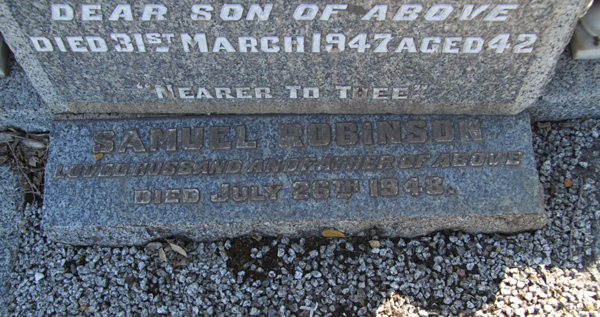 DEAR SON OF ABOVE
DIED 31ST MARCH 1947 AGED 42
"NEARER TO THEE"
SAMUEL ROBINSON
LOVED HUSBAND AND FATHER OF ABOVE
DIED JULY 26TH 1948.